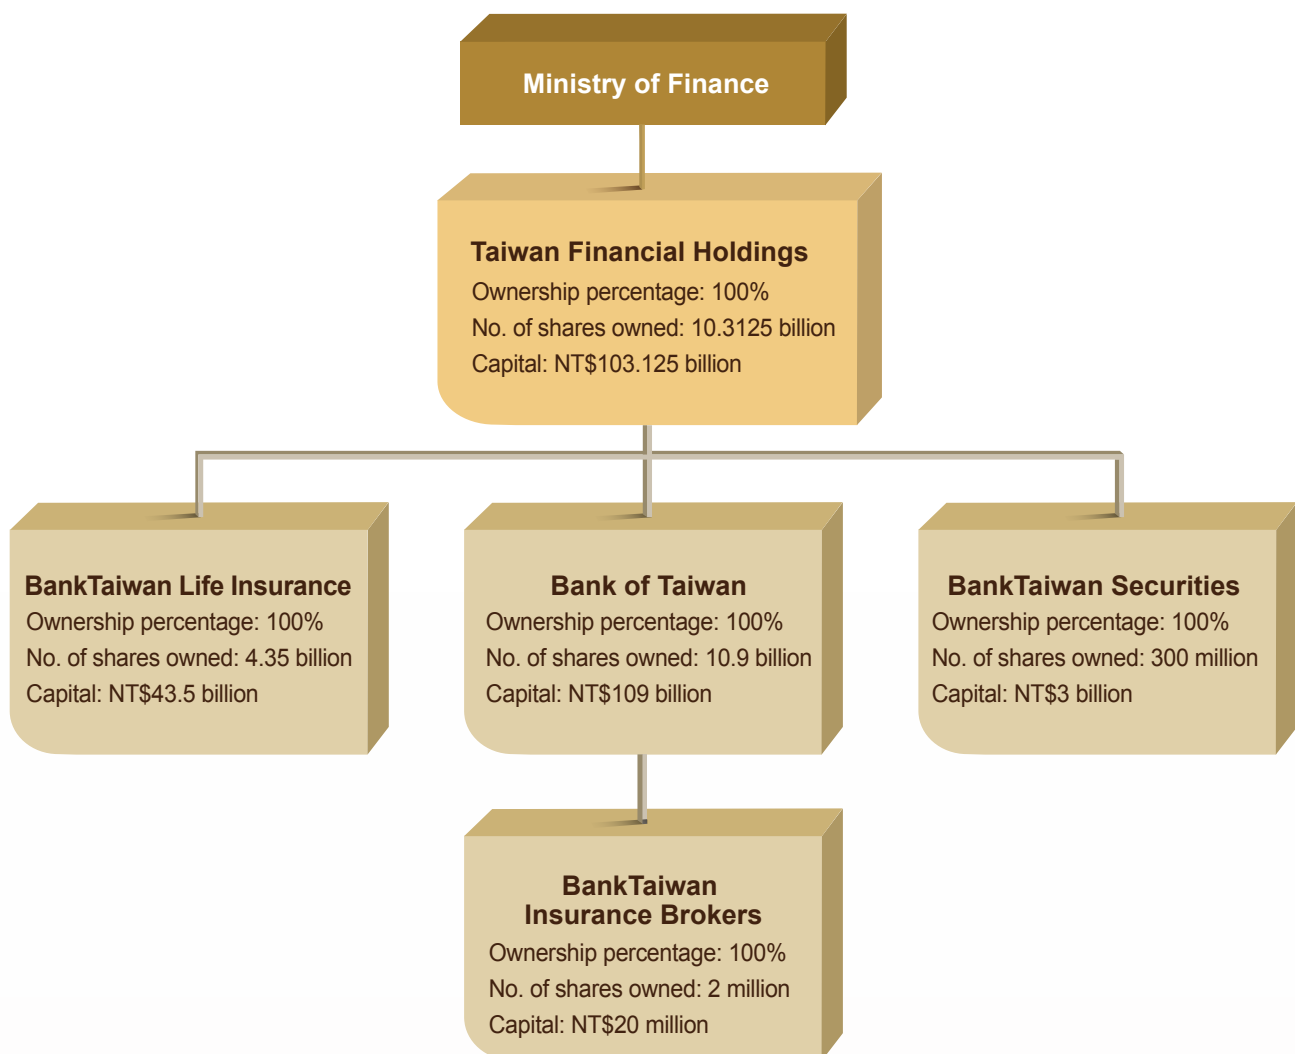 Ministry of Finance
Taiwan Financial Holdings
Ownership percentage: 100%
No. of shares owned: 10.3125 billion
Capital: NT$103.125 billion
BankTaiwan Life Insurance
Ownership percentage: 100%
No. of shares owned: 4.35 billion
Capital: NT$43.5 billion
Bank of Taiwan
Ownership percentage: 100%
No. of shares owned: 10.9 billion
Capital: NT$109 billion
BankTaiwan Securities
Ownership percentage: 100%
No. of shares owned: 300 million
Capital: NT$3 billion
BankTaiwan
Insurance Brokers
Ownership percentage: 100%
No. of shares owned: 2 million
Capital: NT$20 million